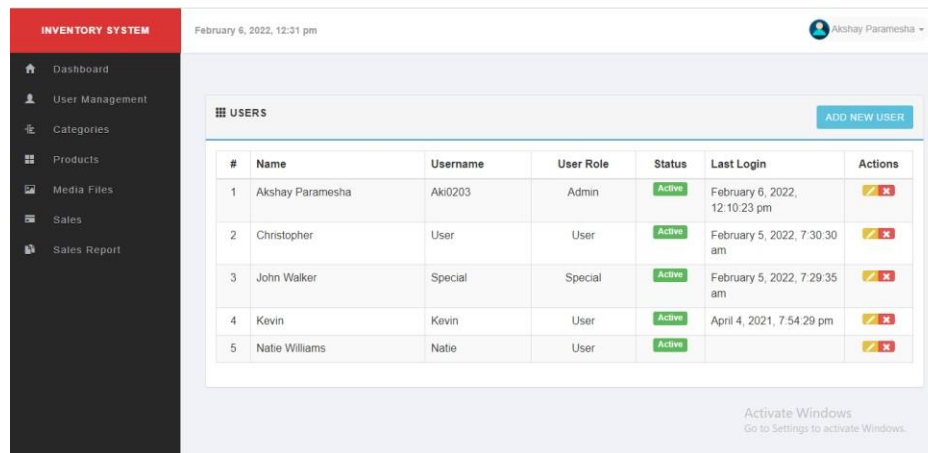 INVENTORY SYSTEM
February 6, 2022, 12:31 pm
Akshay Paramesha
Dashboard
User Management
Categories
Products
Media Files
Sales
Sales Report
USERS
ADD NEW USER
# Name Username User Role Status Last Login Actions
1 Akshay Paramesha Aki0203 Admin Active February 6, 2022,
12:10:23 pm
2 Christopher User User Active February 5, 2022, 7:30:30
am
3 John Walker Special Special Active February 5, 2022, 7:29:35
am
4 Kevin Kevin User Active April 4, 2021, 7:54:29 pm
5 Natie Williams Natie User Active
Activate Windows
Go to Settings to activate Windows.